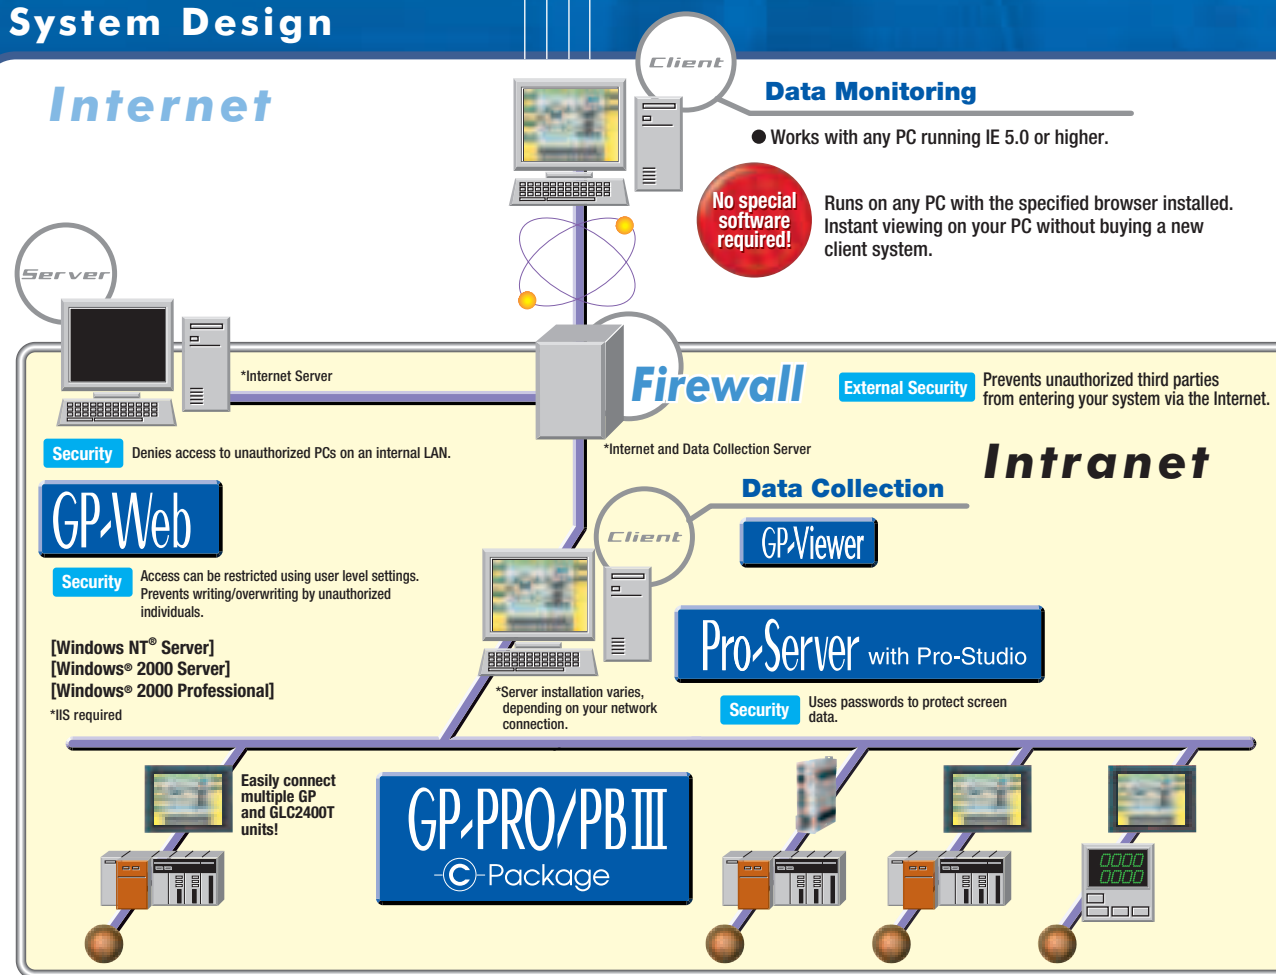 System Design
Internet
Client
Data Monitoring
● Works with any PC running IE 5.0 or higher.
No special
software
required!
Runs on any PC with the specified browser installed.
Instant viewing on your PC without buying a new
client system.
Server
*Internet Server
Firewall
External Security
Prevents unauthorized third parties
from entering your system via the Internet.
Security
Denies access to unauthorized PCs on an internal LAN.
*Internet and Data Collection Server
Intranet
GP-Web
Data Collection
Client
GP-Viewer
Security
Access can be restricted using user level settings.
Prevents writing/overwriting by unauthorized
individuals.
Pro-Server with Pro-Studio
[Windows NT® Server]
[Windows® 2000 Server]
[Windows® 2000 Professional]
*IIS required
*Server installation varies,
depending on your network
connection.
Security
Uses passwords to protect screen
data.
Easily connect
multiple GP
and GLC2400T
units!
GP-PRO/PBIII
C-Package
0000
0000